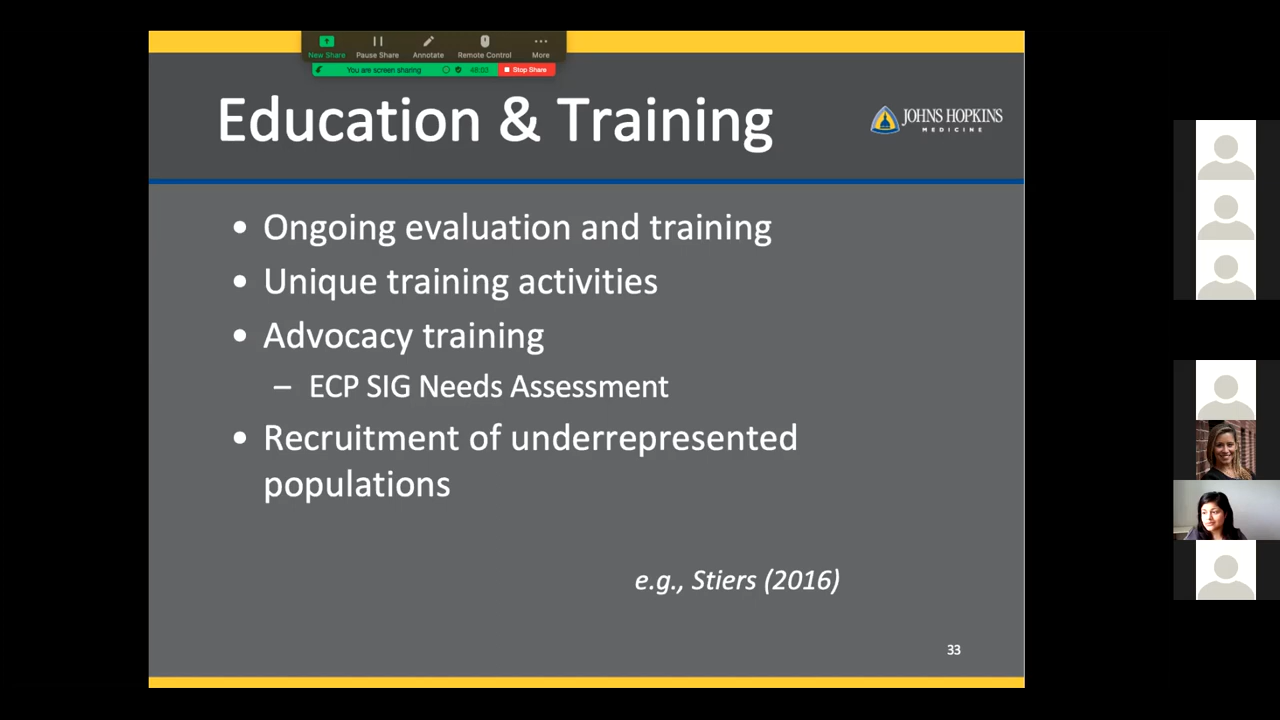 New Share
Pause Share
Annotate
Remote Control
More
You are screen sharing
48:03
Stop Share
Education & Training
JOHNS HOPKINS
MEDICINE
• Ongoing evaluation and training
• Unique training activities
• Advocacy training
– ECP SIG Needs Assessment
• Recruitment of underrepresented
populations
e.g., Stiers (2016)
33